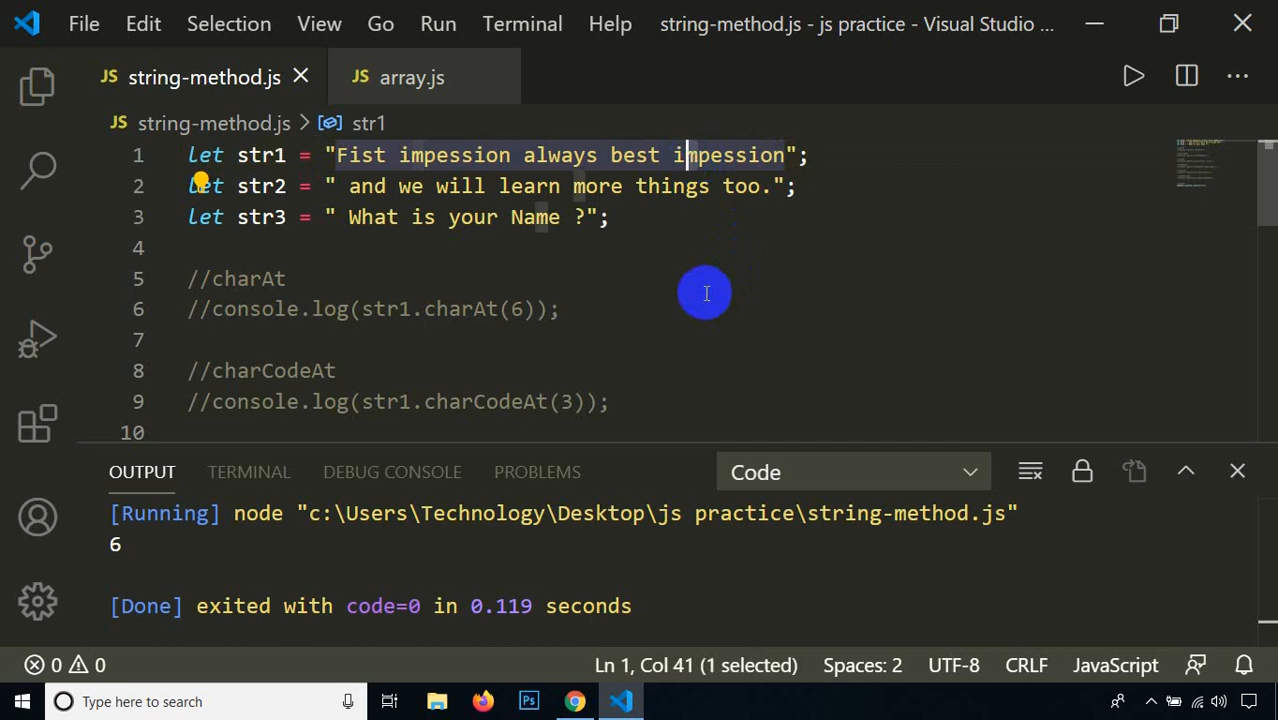 File Edit Selection View Go Run Terminal Help string-method.js - js practice - Visual Studio ...
JS string-method.js JS array.js
JS string-method.js > str1
1 let str1 = "Fist impession always best impession";
2 let str2 = " and we will learn more things too.";
3 let str3 = " What is your Name ?";
4
5 //charAt
6 //console.log(str1.charAt(6));
7
8 //charCodeAt
9 //console.log(str1.charCodeAt(3));
10
OUTPUT TERMINAL DEBUG CONSOLE PROBLEMS Code
[Running] node "c:\Users\Technology\Desktop\js practice\string-method.js"
6
[Done] exited with code=0 in 0.119 seconds
0 0 Ln 1, Col 41 (1 selected) Spaces: 2 UTF-8 CRLF JavaScript
Type here to search Ps